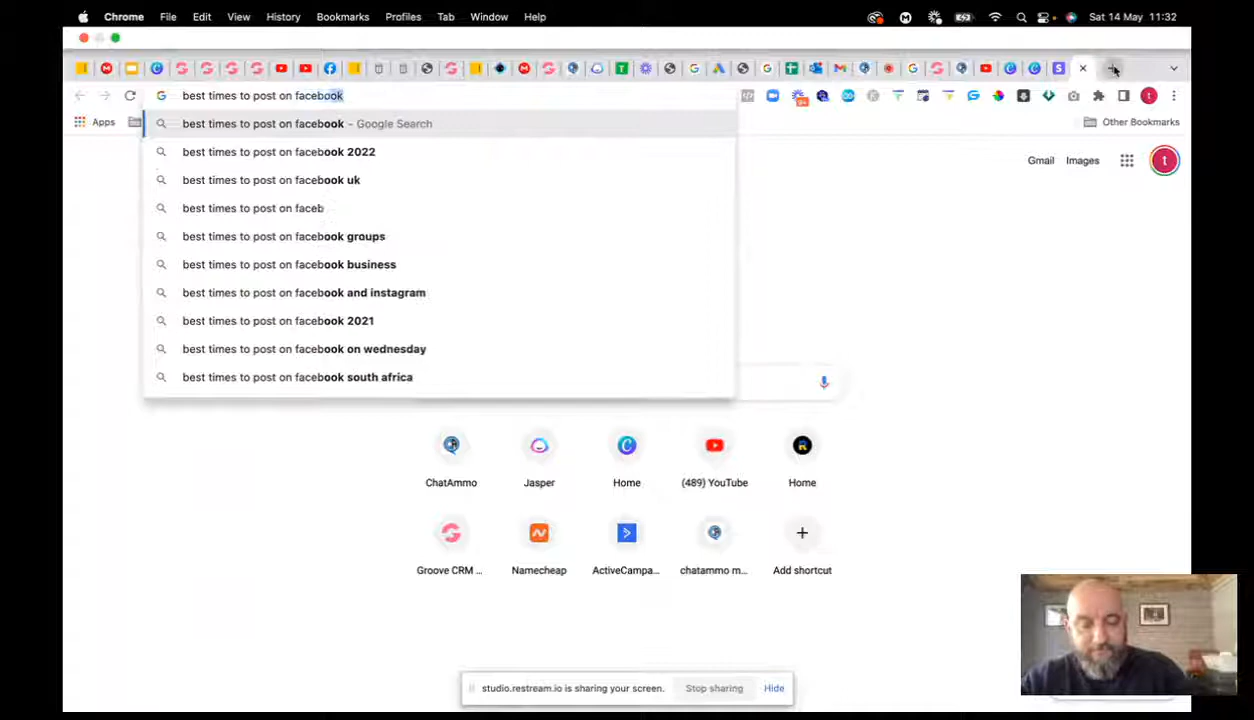 Chrome File Edit View History Bookmarks Profiles Tab Window Help Sat 14 May 11:32
best times to post on facebook
Apps Other Bookmarks
best times to post on facebook – Google Search
best times to post on facebook 2022
best times to post on facebook uk
best times to post on faceb
best times to post on facebook groups
best times to post on facebook business
best times to post on facebook and instagram
best times to post on facebook 2021
best times to post on facebook on wednesday
best times to post on facebook south africa
Gmail Images t
ChatAmmo Jasper Home (489) YouTube Home
Groove CRM ... Namecheap ActiveCampa... chatammo m... Add shortcut
studio.restream.io is sharing your screen. Stop sharing Hide